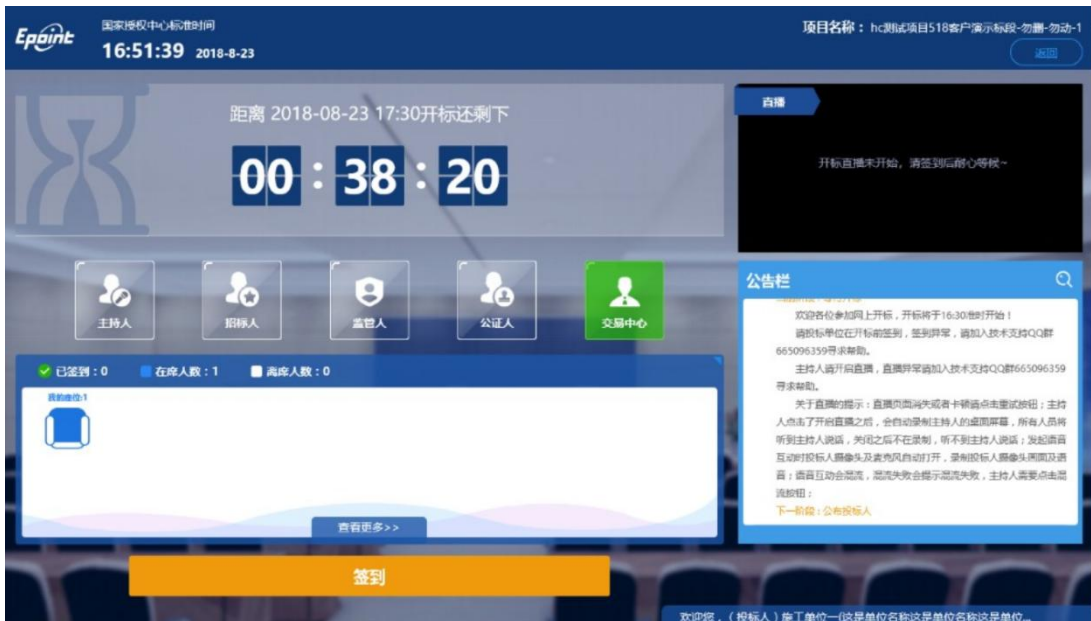 Epoint
国家授权中心标准时间
16:51:39 2018-8-23
项目名称： hc测试项目518客户演示标段-勿删-勿动-1
返回
距离 2018-08-23 17:30开标还剩下
00 : 38 : 20
直播
开标直播未开始，请签到后耐心等候~
主持人
招标人
监管人
公证人
交易中心
公告栏
欢迎各位参加网上开标，开标将于16:30准时开始！
请投标单位在开标前签到，签到异常，请加入技术支持QQ群
665096359寻求帮助。
主持人请开启直播，直播异常请加入技术支持QQ群665096359
寻求帮助。
关于直播的提示：直播页面消失或者卡顿请点击重试按钮；主持
人点击了开启直播之后，会自动录制主持人的桌面屏幕，所有人员将
听到主持人说话，关闭之后不在录制，听不到主持人说话；发起语音
互动时投标人摄像头及麦克风自动打开，录制投标人摄像头画面及语
音；语音互动会混流，混流失败会提示混流失败，主持人需要点击混
流按钮；
下一阶段：公布投标人
已签到：0 在席人数：1 离席人数：0
我的座位:1
查看更多>>
签到
欢迎您，（投标人）施工单位一(这是单位名称这是单位名称这是单位...